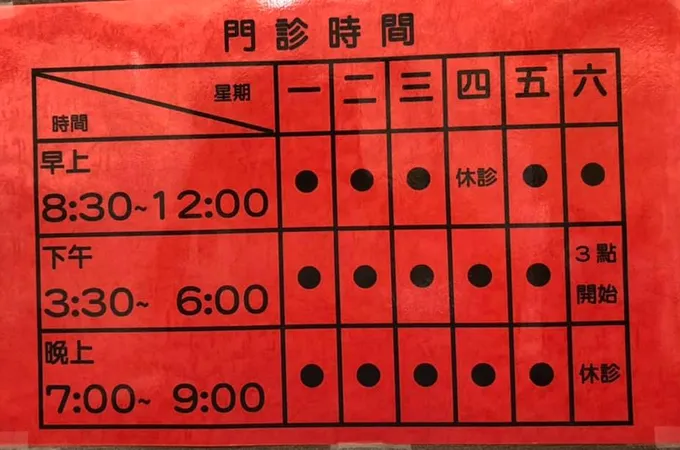 門診時間
星期 一 二 三 四 五 六
時間
早上
8:30~12:00 ● ● ● 休診 ● ●
下午 3點
3:30~ 6:00 ● ● ● ● ● 開始
晚上
7:00~ 9:00 ● ● ● ● ● 休診